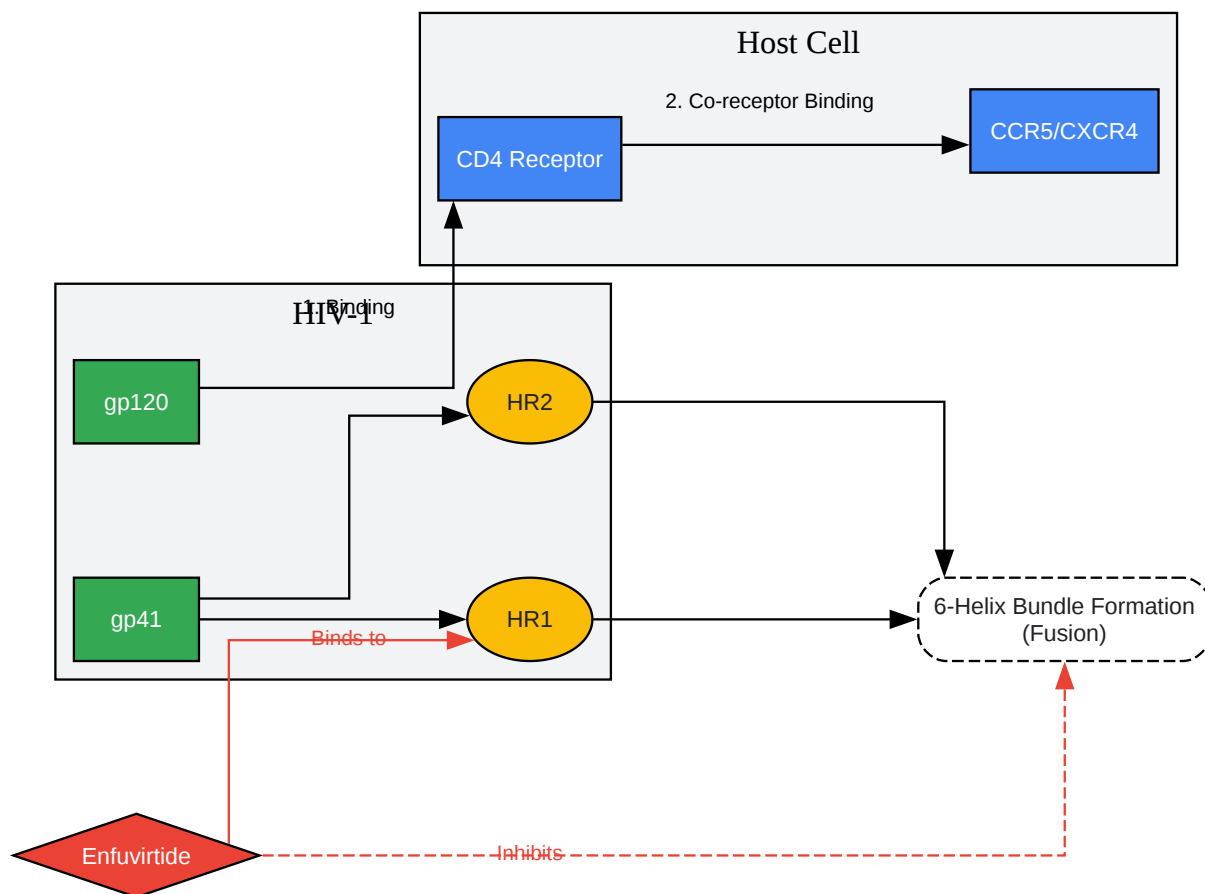 Host Cell
2. Co-receptor Binding
CCR5/CXCR4
CD4 Receptor
1. Binding
HIV-1
gp120
HR2
gp41
HR1
Binds to
6-Helix Bundle Formation
(Fusion)
Enfuvirtide
Inhibits